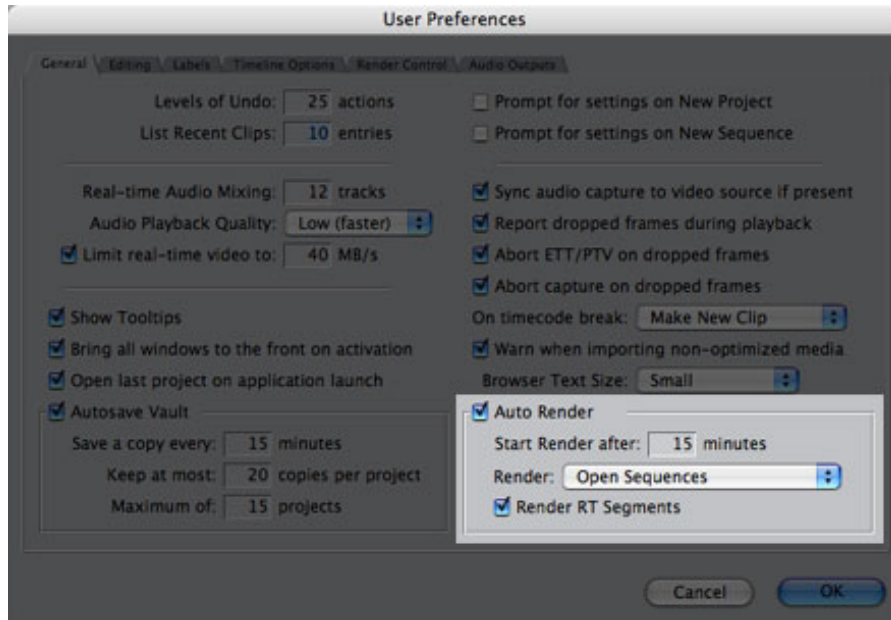 User Preferences
General Editing Labels Timeline Options Render Control Audio Outputs
Levels of Undo: 25 actions
List Recent Clips: 10 entries
Prompt for settings on New Project
Prompt for settings on New Sequence
Real-time Audio Mixing: 12 tracks
Audio Playback Quality: Low (faster)
Limit real-time video to: 40 MB/s
Sync audio capture to video source if present
Report dropped frames during playback
Abort ETT/PTV on dropped frames
Abort capture on dropped frames
Show Tooltips
Bring all windows to the front on activation
Open last project on application launch
On timecode break: Make New Clip
Warn when importing non-optimized media
Browser Text Size: Small
Autosave Vault
Save a copy every: 15 minutes
Keep at most: 20 copies per project
Maximum of: 15 projects
Auto Render
Start Render after: 15 minutes
Render: Open Sequences
Render RT Segments
Cancel OK